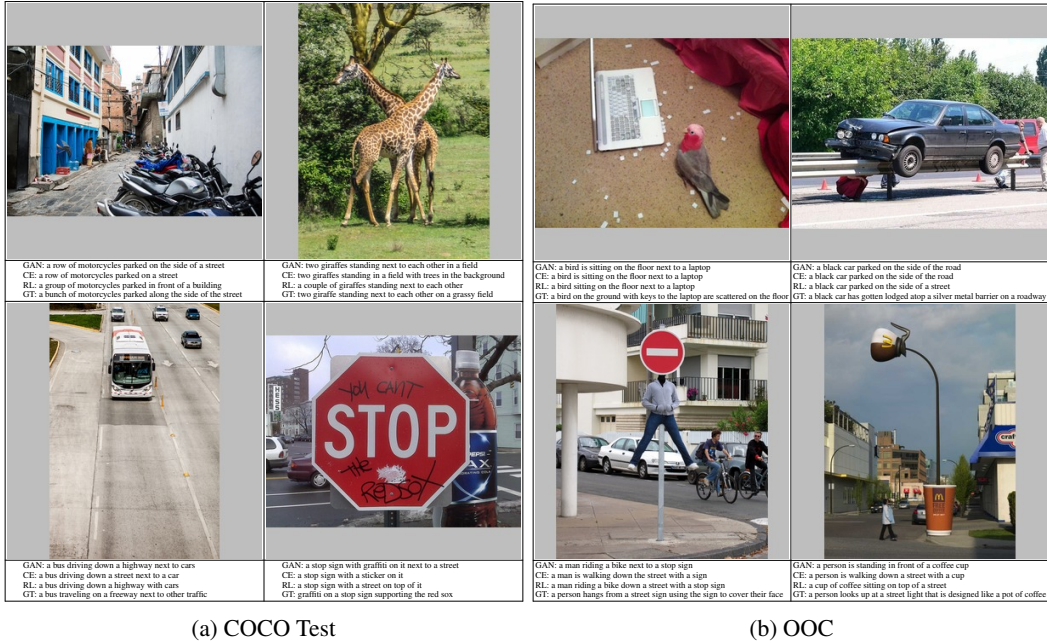 GAN: a row of motorcycles parked on the side of a street
CE: a row of motorcycles parked on a street
RL: a group of motorcycles parked in front of a building
GT: a bunch of motorcycles parked along the side of the street
GAN: two giraffes standing next to each other in a field
CE: two giraffes standing in a field with trees in the background
RL: a couple of giraffes standing next to each other
GT: two giraffe standing next to each other on a grassy field
HESS
YOU CAN'T
STOP
THE
REDSOX
PEPSI
AX
GAN: a bus driving down a highway next to cars
CE: a bus driving down a street next to a car
RL: a bus driving down a highway with cars
GT: a bus traveling on a freeway next to other traffic
GAN: a stop sign with graffiti on it next to a street
CE: a stop sign with a sticker on it
RL: a stop sign with a street on top of it
GT: graffiti on a stop sign supporting the red sox
(a) COCO Test
GAN: a bird is sitting on the floor next to a laptop
CE: a bird is sitting on the floor next to a laptop
RL: a bird sitting on the floor next to a laptop
GT: a bird on the ground with keys to the laptop are scattered on the floor
GAN: a black car parked on the side of the road
CE: a black car parked on the side of the road
RL: a black car parked on the side of a street
GT: a black car has gotten lodged atop a silver metal barrier on a roadway
craf
GAN: a man riding a bike next to a stop sign
CE: a man is walking down the street with a sign
RL: a man riding a bike down a street with a stop sign
GT: a person hangs from a street sign using the sign to cover their face
GAN: a person is standing in front of a coffee cup
CE: a person is walking down a street with a cup
RL: a cup of coffee sitting on top of a street
GT: a person looks up at a street light that is designed like a pot of coffee
(b) OOC